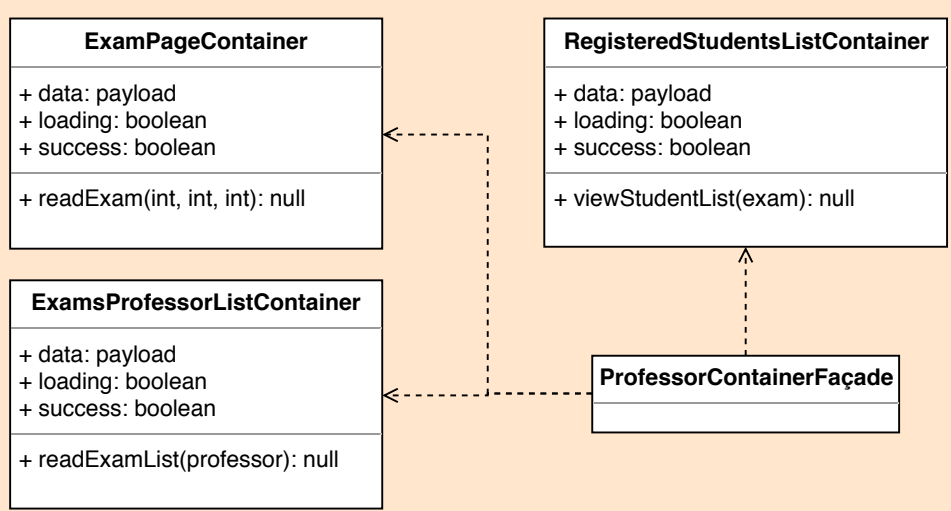 ExamPageContainer
+ data: payload
+ loading: boolean
+ success: boolean
+ readExam(int, int, int): null
RegisteredStudentsListContainer
+ data: payload
+ loading: boolean
+ success: boolean
+ viewStudentList(exam): null
ExamsProfessorListContainer
+ data: payload
+ loading: boolean
+ success: boolean
+ readExamList(professor): null
ProfessorContainerFaçade